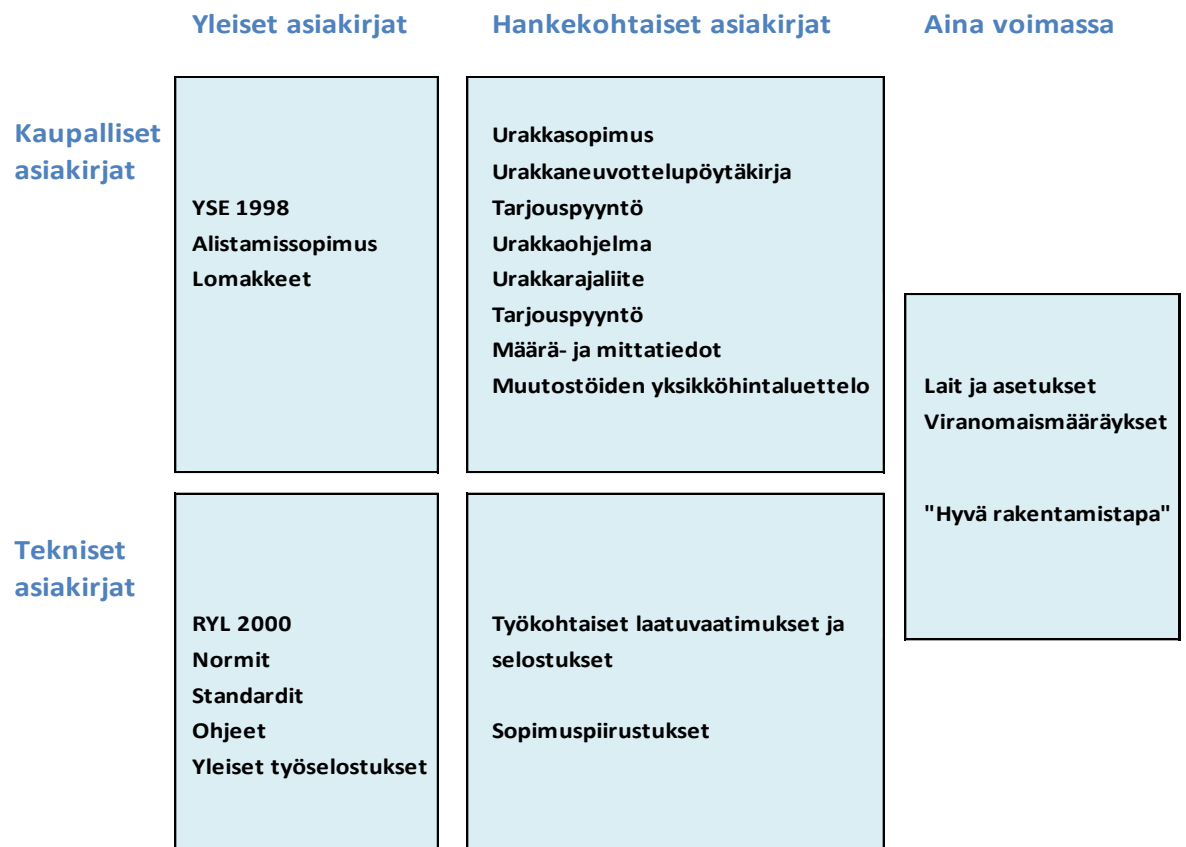 Yleiset asiakirjat
Hankekohtaiset asiakirjat
Aina voimassa
Kaupalliset
asiakirjat
YSE 1998
Alistamissopimus
Lomakkeet
Urakkasopimus
Urakkaneuvottelupöytäkirja
Tarjouspyyntö
Urakkaohjelma
Urakkarajaliite
Tarjouspyyntö
Määrä- ja mittatiedot
Muutostöiden yksikköhintaluettelo
Lait ja asetukset
Viranomaismääräykset
"Hyvä rakentamistapa"
Tekniset
asiakirjat
RYL 2000
Normit
Standardit
Ohjeet
Yleiset työselostukset
Työkohtaiset laatuvaatimukset ja
selostukset
Sopimuspiirustukset